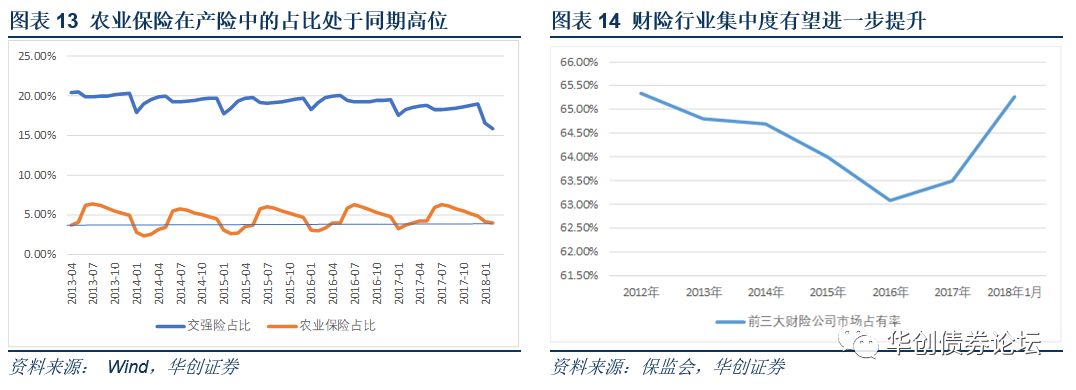 图表 13 农业保险在产险中的占比处于同期高位
25.00%
20.00%
15.00%
10.00%
5.00%
0.00%
2013-04
2013-07
2013-10
2014-01
2014-04
2014-07
2014-10
2015-01
2015-04
2015-07
2015-10
2016-01
2016-04
2016-07
2016-10
2017-01
2017-04
2017-07
2017-10
2018-01
交强险占比
农业保险占比
资料来源: Wind,华创证券
图表 14 财险行业集中度有望进一步提升
66.00%
65.50%
65.00%
64.50%
64.00%
63.50%
63.00%
62.50%
62.00%
61.50%
2012年
2013年
2014年
2015年
2016年
2017年
2018年1月
前三大财险公司市场占有率
资料来源:保监会,华创证券
华创债券论坛